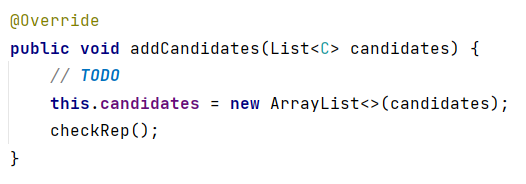 @Override
public void addCandidates(List<C> candidates) {
    // TODO
    this.candidates = new ArrayList<>(candidates);
    checkRep();
}